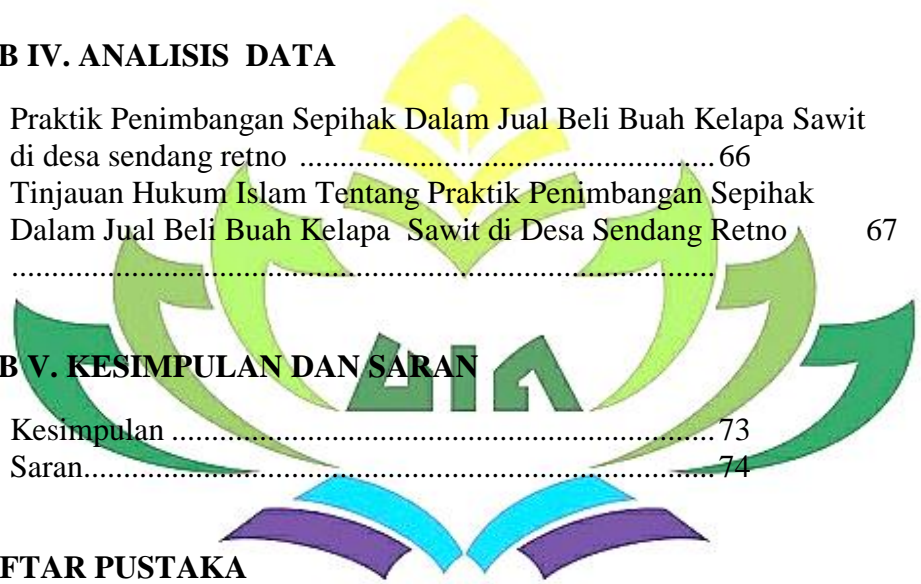 B IV. ANALISIS DATA
Praktik Penimbangan Sepihak Dalam Jual Beli Buah Kelapa Sawit
di desa sendang retno .................................................... 66
Tinjauan Hukum Islam Tentang Praktik Penimbangan Sepihak
Dalam Jual Beli Buah Kelapa Sawit di Desa Sendang Retno 67
........................................................................................
B V. KESIMPULAN DAN SARAN
Kesimpulan .................................................................... 73
Saran............................................................................... 74
FTAR PUSTAKA